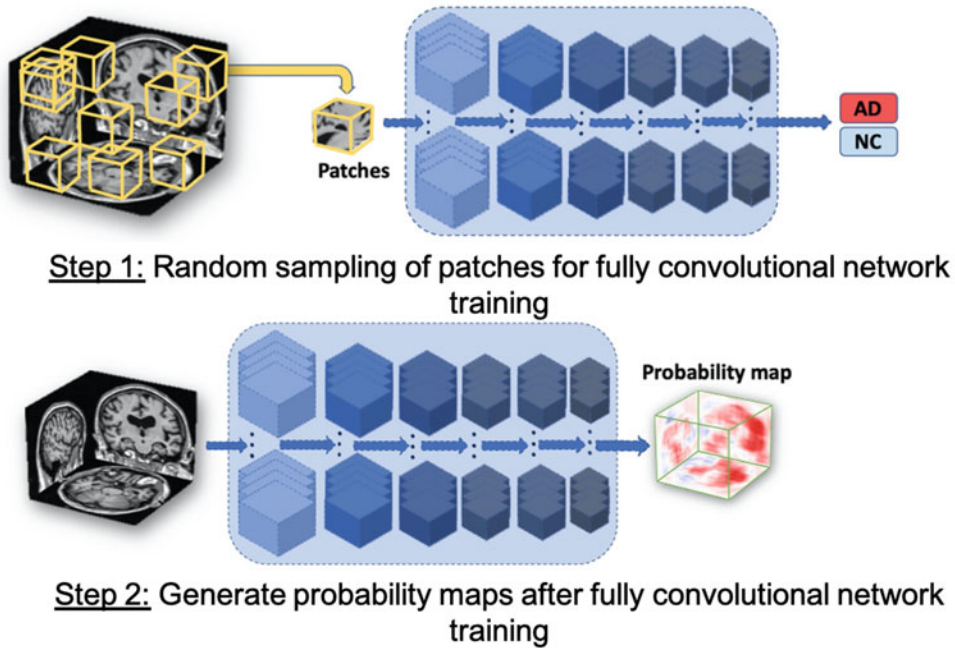 Patches
AD
NC
Step 1: Random sampling of patches for fully convolutional network
training
Probability map
Step 2: Generate probability maps after fully convolutional network
training